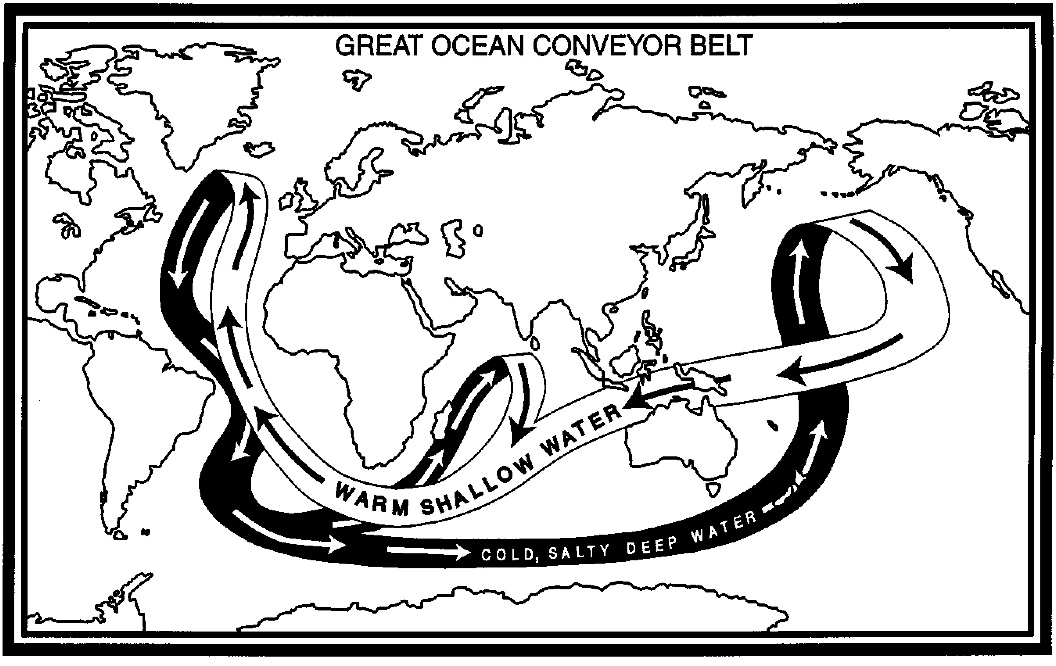 GREAT OCEAN CONVEYOR BELT
WARM SHALLOW WATER
COLD, SALTY DEEP WATER